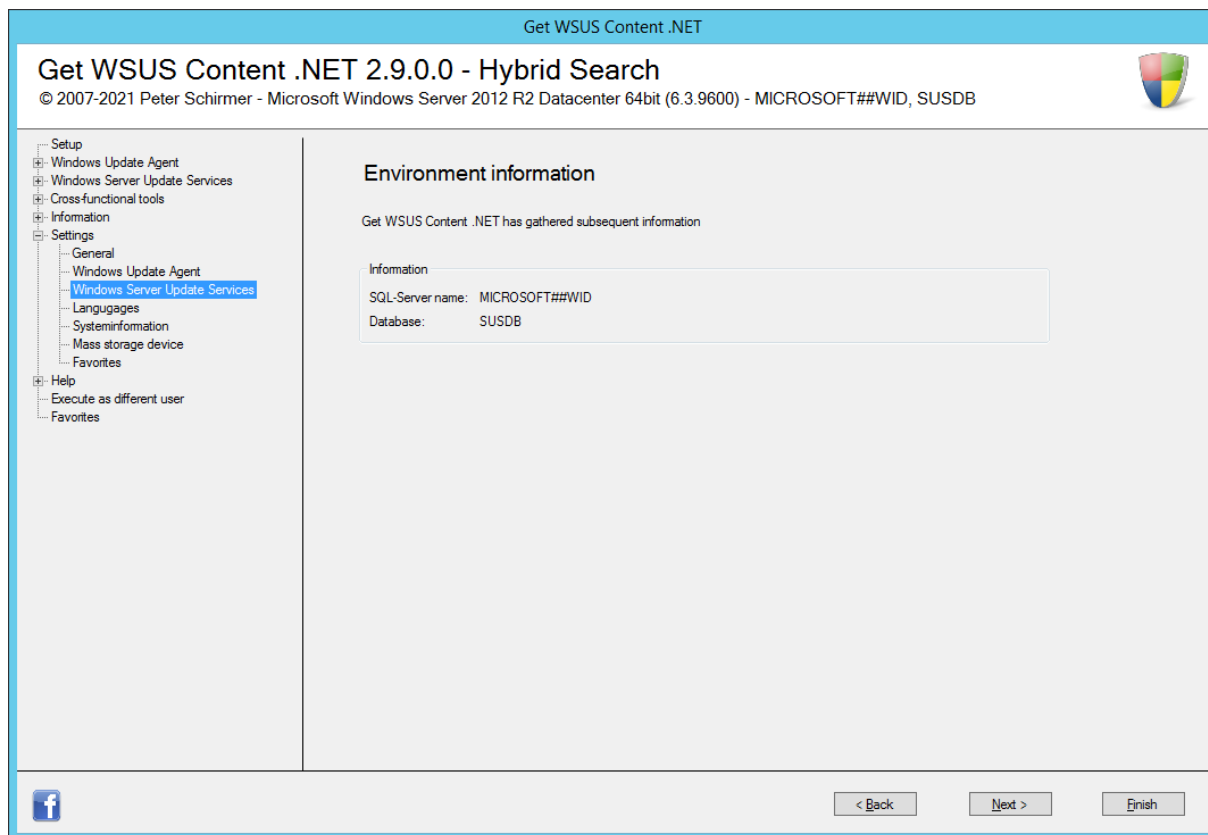 Get WSUS Content .NET
Get WSUS Content .NET 2.9.0.0 - Hybrid Search
© 2007-2021 Peter Schirmer - Microsoft Windows Server 2012 R2 Datacenter 64bit (6.3.9600) - MICROSOFT##WID, SUSDB
Setup
Windows Update Agent
Windows Server Update Services
Cross-functional tools
Information
Settings
General
Windows Update Agent
Windows Server Update Services
Langugages
Systeminformation
Mass storage device
Favorites
Help
Execute as different user
Favorites
Environment information
Get WSUS Content .NET has gathered subsequent information
Information
SQL-Server name: MICROSOFT##WID
Database: SUSDB
f
< Back Next > Finish